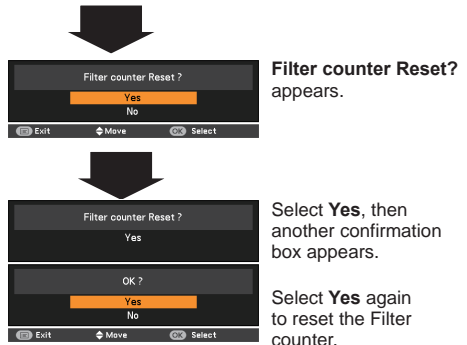 Filter counter Reset ?
Yes
No
Exit Move OK Select
Filter counter Reset?
appears.
Filter counter Reset ?
Yes
OK ?
Yes
No
Exit Move OK Select
Select Yes, then
another confirmation
box appears.
Select Yes again
to reset the Filter
counter.